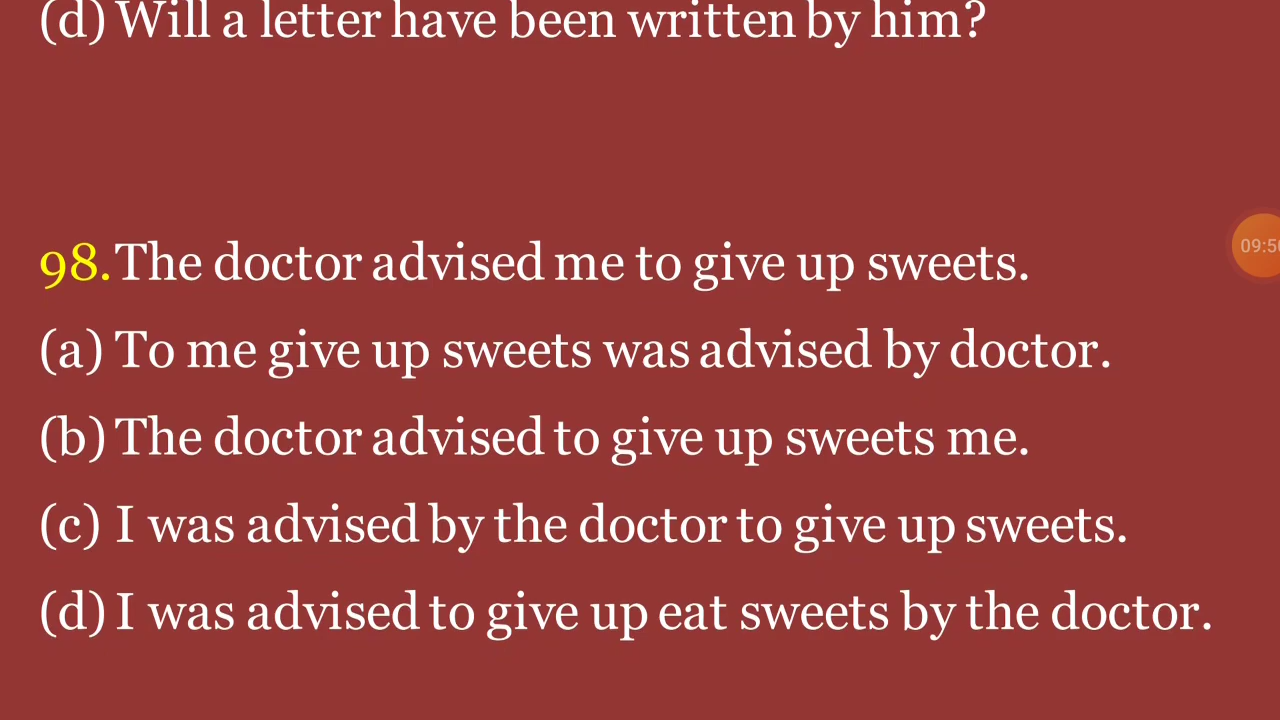 (d) Will a letter have been written by him?
98. The doctor advised me to give up sweets.
(a) To me give up sweets was advised by doctor.
(b) The doctor advised to give up sweets me.
(c) I was advised by the doctor to give up sweets.
(d) I was advised to give up eat sweets by the doctor.